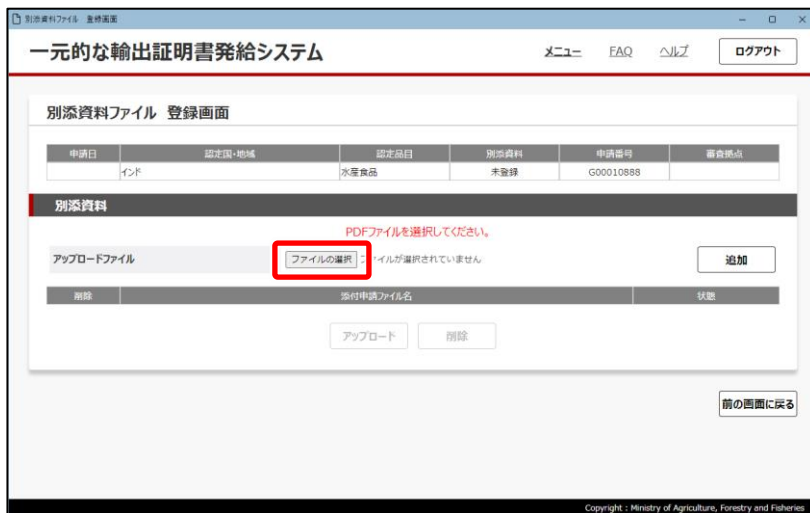 別添資料ファイル 登録画面
一元的な輸出証明書発給システム
メニュー FAQ ヘルプ ログアウト
別添資料ファイル 登録画面
申請日 認定国・地域 認定品目 別添資料 申請番号 審査拠点
インド 水産食品 未登録 G00010888
別添資料
PDFファイルを選択してください。
アップロードファイル ファイルの選択 ファイルが選択されていません 追加
削除 添付申請ファイル名 状態
アップロード 削除
前の画面に戻る
Copyright : Ministry of Agriculture, Forestry and Fisheries